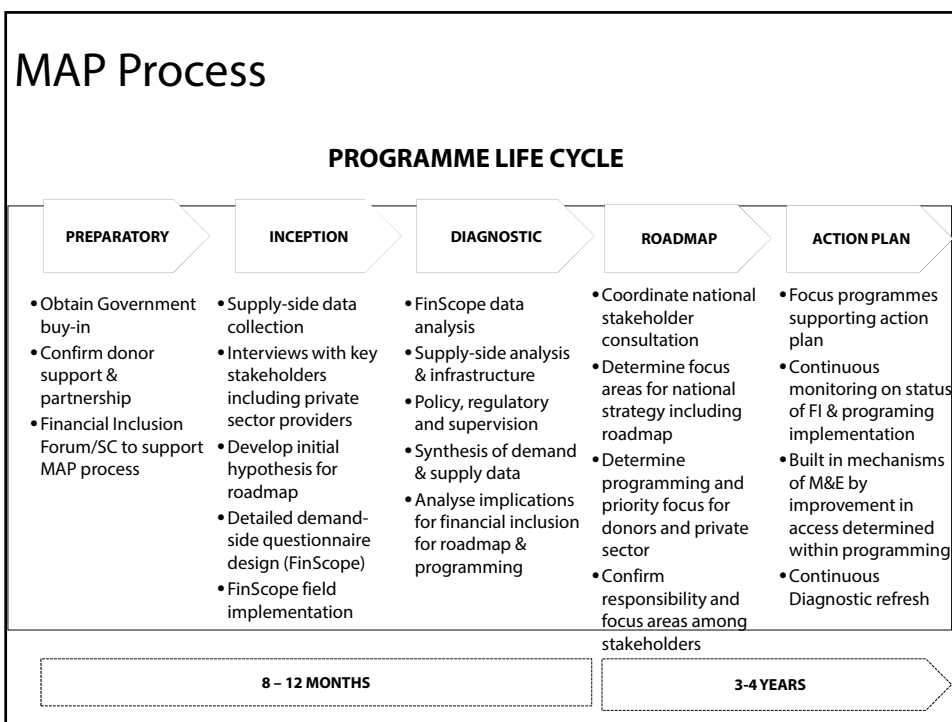 MAP Process
PROGRAMME LIFE CYCLE
PREPARATORY
•Obtain Government
buy-in
•Confirm donor
support &
partnership
•Financial Inclusion
Forum/SC to support
MAP process
INCEPTION
•Supply-side data
collection
•Interviews with key
stakeholders
including private
sector providers
•Develop initial
hypothesis for
roadmap
•Detailed demand-
side questionnaire
design (FinScope)
•FinScope field
implementation
DIAGNOSTIC
•FinScope data
analysis
•Supply-side analysis
& infrastructure
•Policy, regulatory
and supervision
•Synthesis of demand
& supply data
•Analyse implications
for financial inclusion
for roadmap &
programming
ROADMAP
•Coordinate national
stakeholder
consultation
•Determine focus
areas for national
strategy including
roadmap
•Determine
programming and
priority focus for
donors and private
sector
•Confirm
responsibility and
focus areas among
stakeholders
ACTION PLAN
•Focus programmes
supporting action
plan
•Continuous
monitoring on status
of FI & programing
implementation
•Built in mechanisms
of M&E by
improvement in
access determined
within programming
•Continuous
Diagnostic refresh
8 – 12 MONTHS
3-4 YEARS